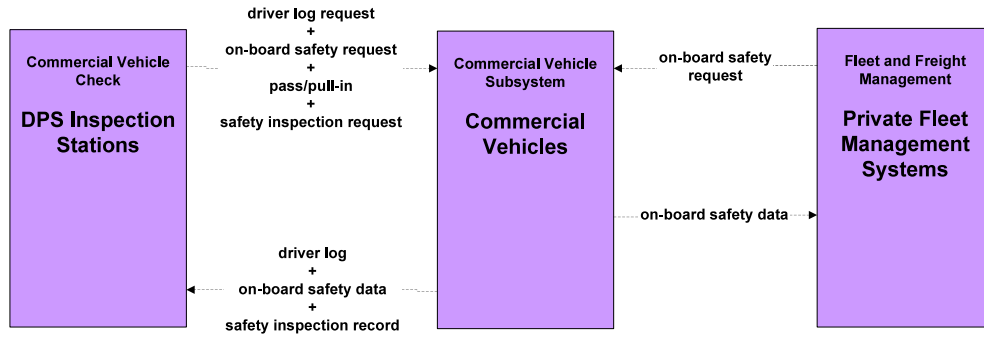 driver log request
+
on-board safety request
+
pass/pull-in
+
safety inspection request
Commercial Vehicle
Check
DPS Inspection
Stations
Commercial Vehicle
Subsystem
Commercial
Vehicles
on-board safety
request
Fleet and Freight
Management
Private Fleet
Management
Systems
on-board safety data
driver log
+
on-board safety data
+
safety inspection record